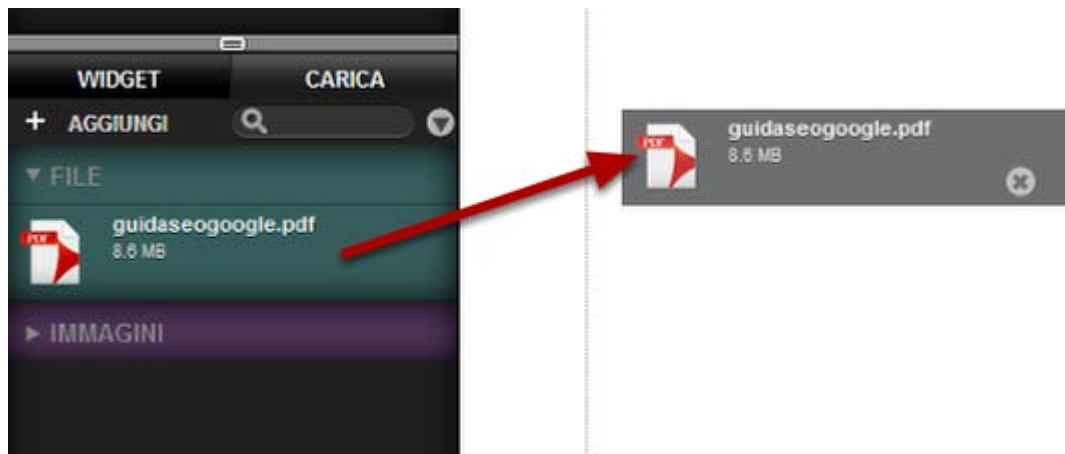 WIDGET CARICA
+ AGGIUNGI
FILE
PDF
guidaseogoogle.pdf
8.6 MB
IMMAGINI
PDF
guidaseogoogle.pdf
8.6 MB